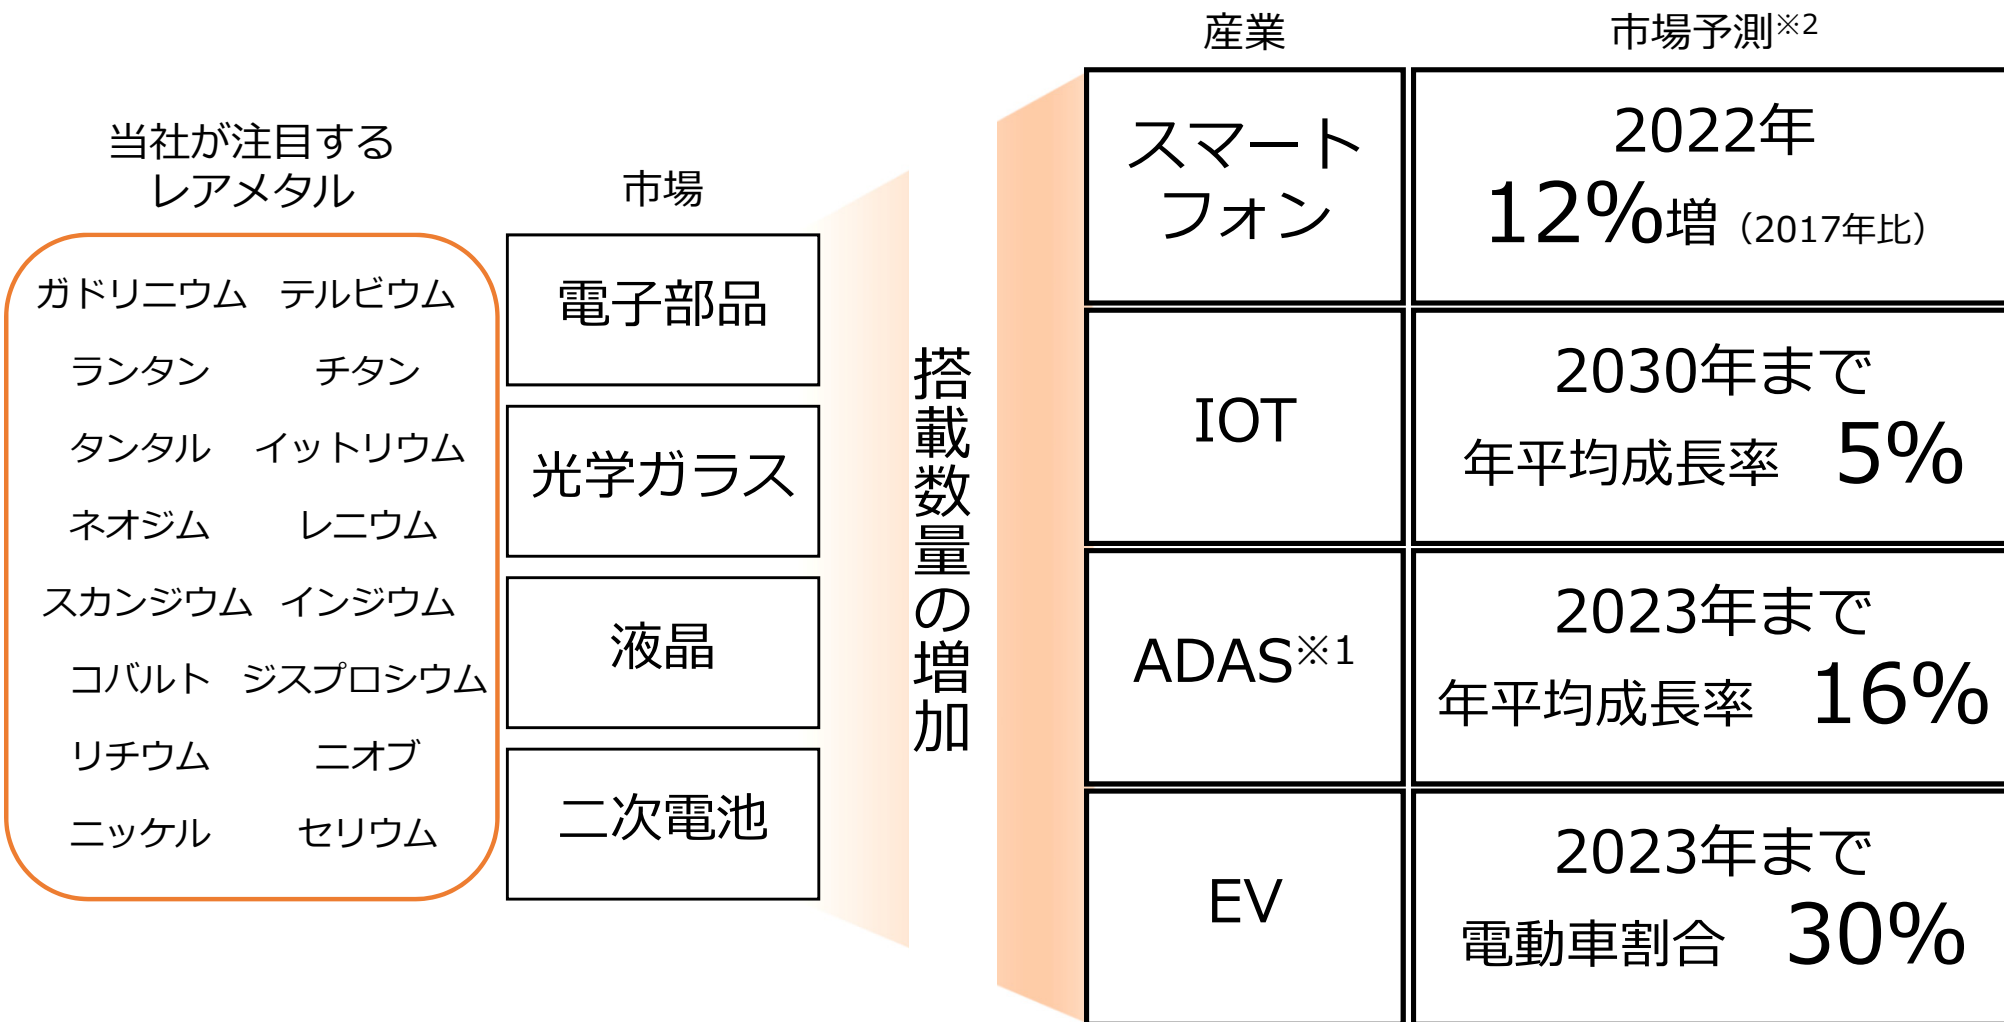 当社が注目する
レアメタル
ガドリニウム テルビウム
ランタン チタン
タンタル イットリウム
ネオジム レニウム
スカンジウム インジウム
コバルト ジスプロシウム
リチウム ニオブ
ニッケル セリウム
市場
電子部品
光学ガラス
液晶
二次電池
搭載数量の増加
産業 市場予測※2
スマート
フォン
2022年
12%増（2017年比）
IOT
2030年まで
年平均成長率 5%
ADAS※1
2023年まで
年平均成長率 16%
EV
2023年まで
電動車割合 30%